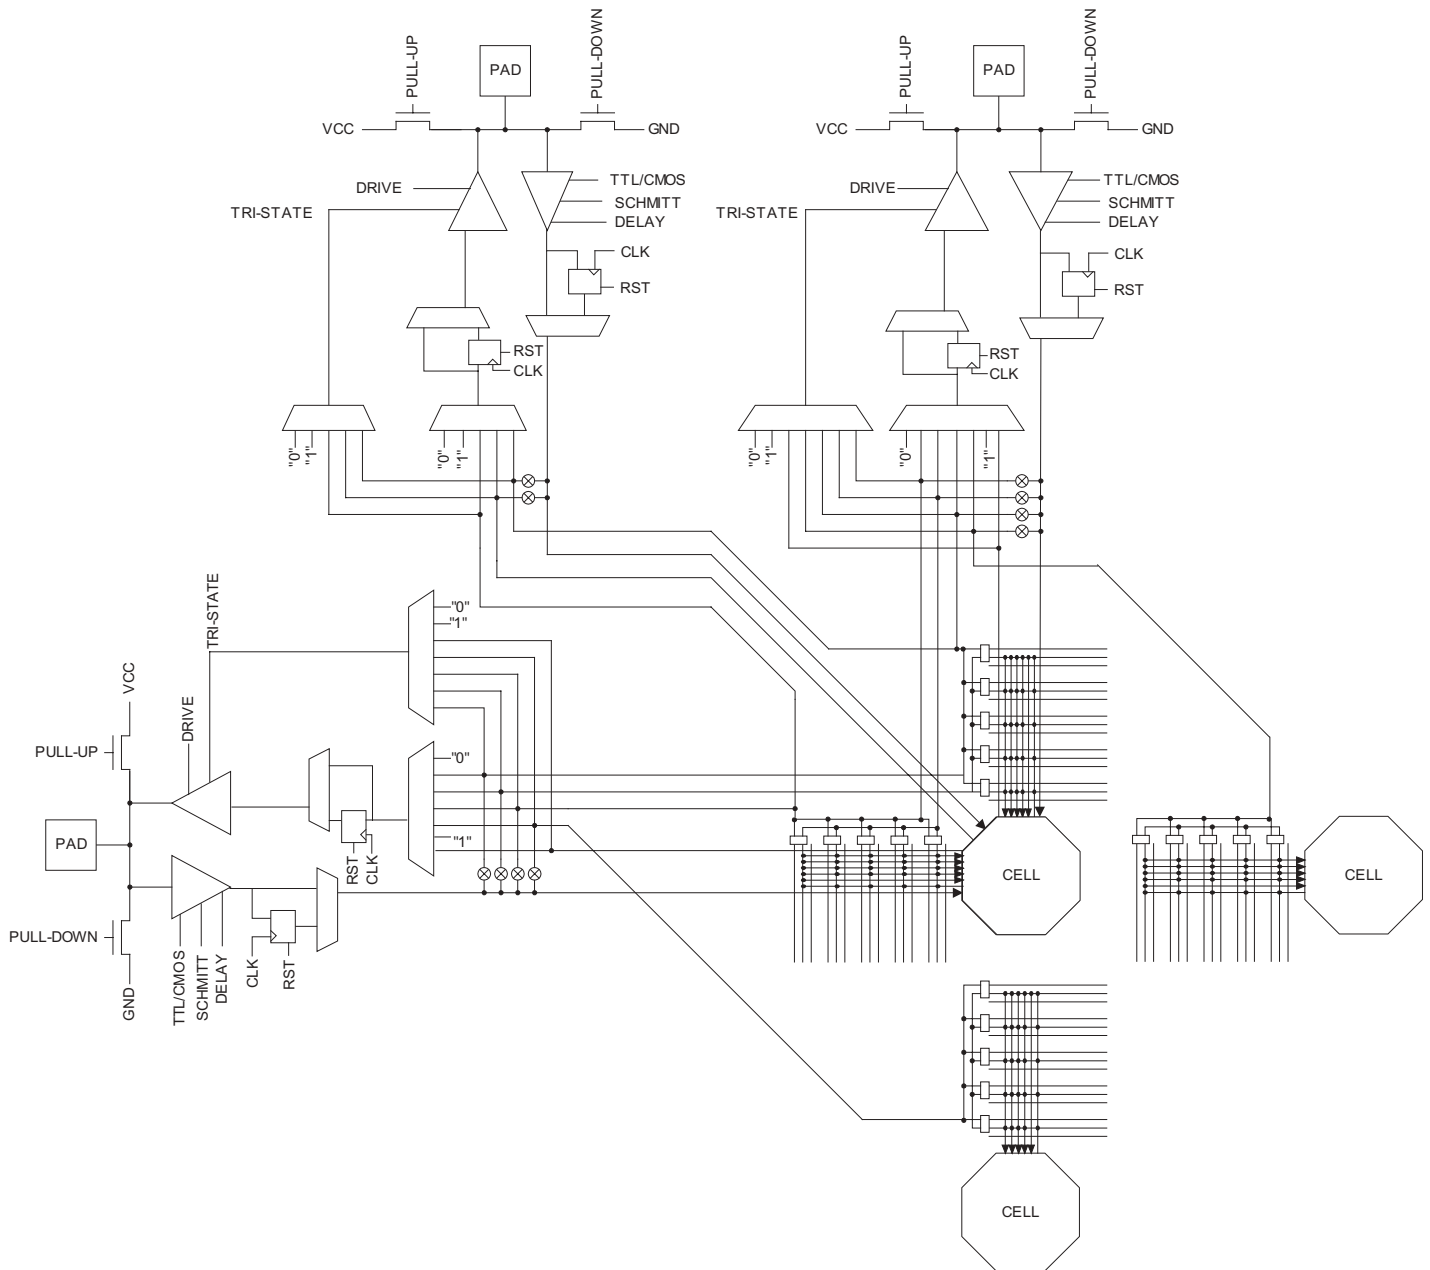 PULL-UP
PAD
PULL-DOWN
VCC
GND
DRIVE
TTL/CMOS
SCHMITT
DELAY
TRI-STATE
CLK
RST
RST
CLK
"0"
"1"
"0"
"1"
PULL-UP
PAD
PULL-DOWN
VCC
GND
DRIVE
TTL/CMOS
SCHMITT
DELAY
TRI-STATE
CLK
RST
RST
CLK
"0"
"1"
"0"
"1"
TRI-STATE
"0"
"1"
VCC
DRIVE
PULL-UP
"0"
PAD
"1"
RST
CLK
PULL-DOWN
GND
TTL/CMOS
SCHMITT
DELAY
CLK
RST
CELL
CELL
CELL